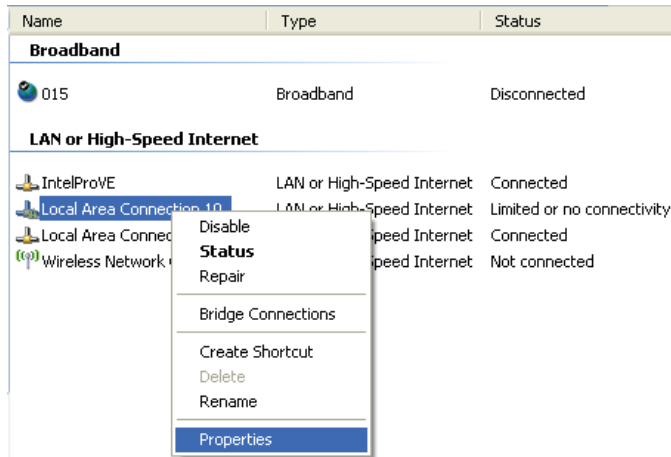 Name Type Status
Broadband
015 Broadband Disconnected
LAN or High-Speed Internet
IntelProVE LAN or High-Speed Internet Connected
Local Area Connection 10 LAN or High-Speed Internet Limited or no connectivity
Local Area Connec Speed Internet Connected
Wireless Network Speed Internet Not connected
Disable
Status
Repair
Bridge Connections
Create Shortcut
Delete
Rename
Properties